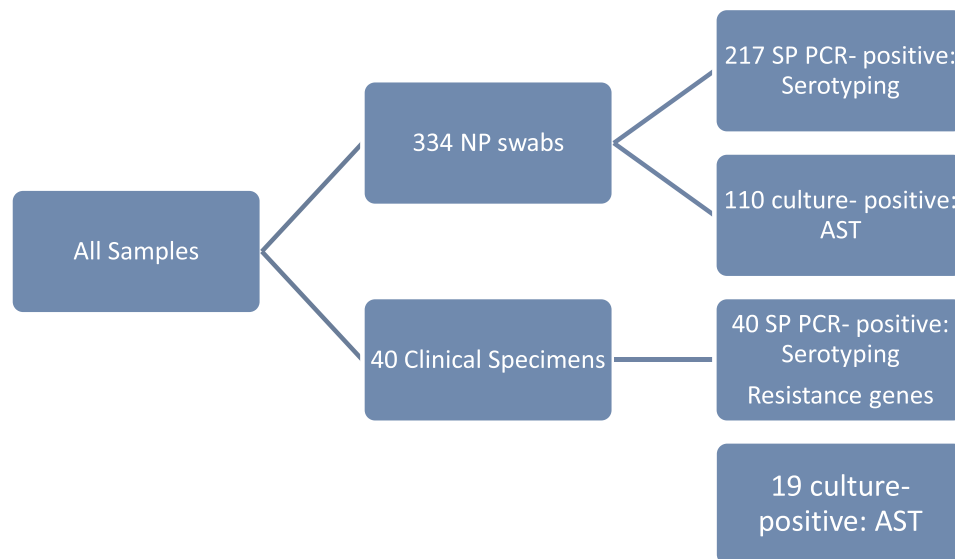 All Samples
334 NP swabs
40 Clinical Specimens
217 SP PCR- positive:
Serotyping
110 culture- positive:
AST
40 SP PCR- positive:
Serotyping
Resistance genes
19 culture-
positive: AST